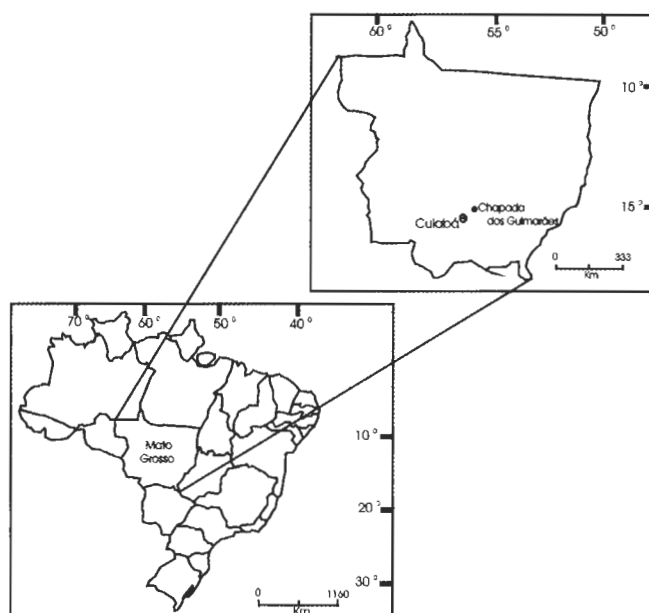 60 °
55 °
50 °
10 °
15 °
Chapada
dos Guimarães
Cuiabá
0 333
Km
70 °
60 °
50 °
40 °
Mato
Grosso
10 °
20 °
30 °
0 1160
Km